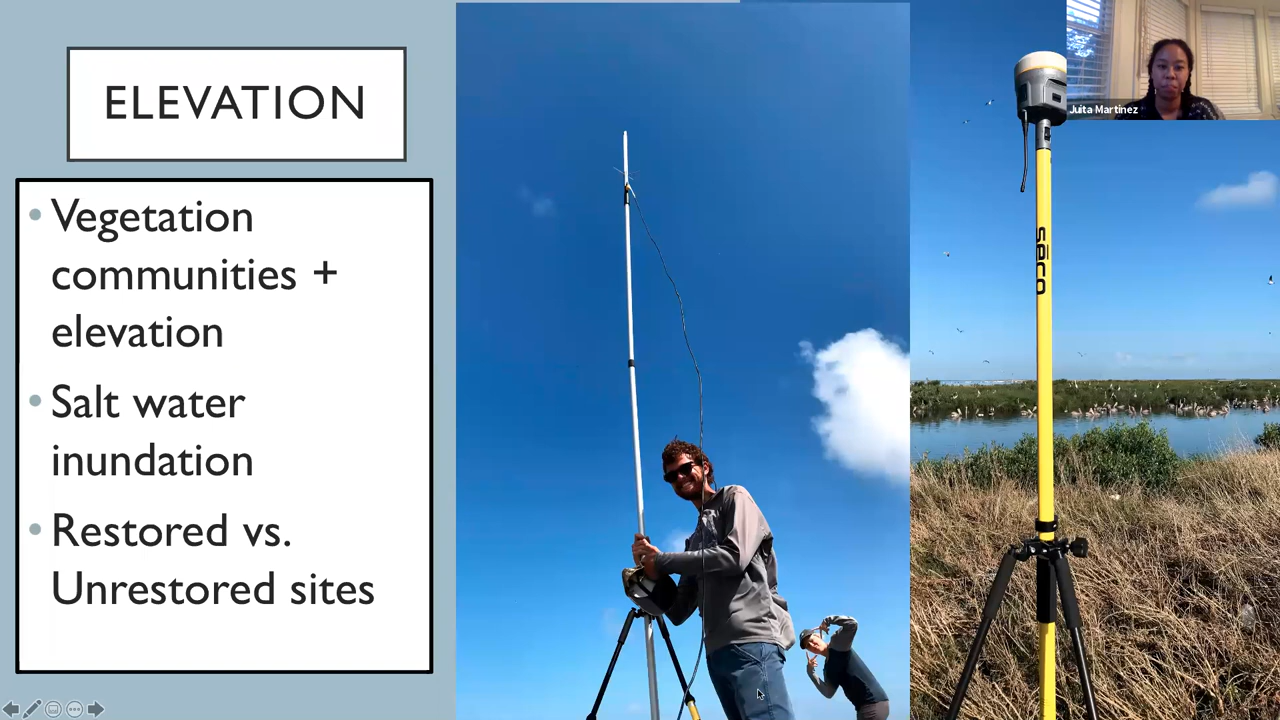 ELEVATION
Vegetation
communities +
elevation
Salt water
inundation
Restored vs.
Unrestored sites
seco
Juita Martinez